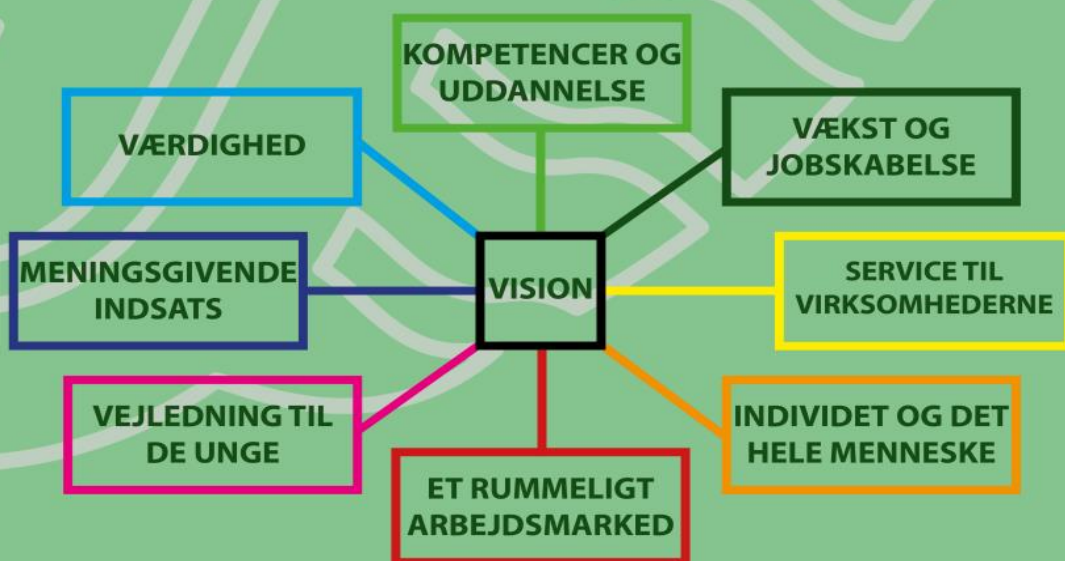 KOMPETENCER OG
UDDANNELSE
VÆRDIGHED
VÆKST OG
JOBSKABELSE
MENINGSGIVENDE
INDSATS
VISION
SERVICE TIL
VIRKSOMHEDERNE
VEJLEDNING TIL
DE UNGE
INDIVIDET OG DET
HELE MENNESKE
ET RUMMELIGT
ARBEJDSMARKED